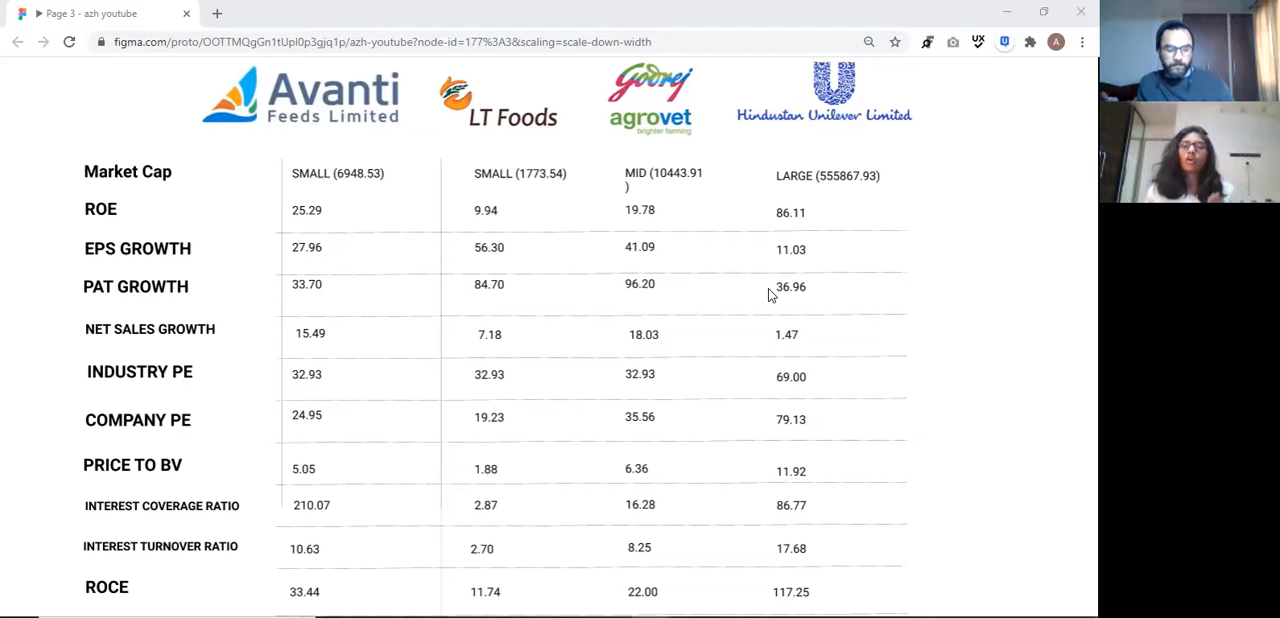 Page 3 - azh youtube
figma.com/proto/OOTTMQgGn1tUpl0p3gjq1p/azh-youtube?node-id=177%3A3&scaling=scale-down-width
UX
A
Avanti
Feeds Limited
LT Foods
Godrej
agrovet
brighter farming
Hindustan Unilever Limited
Market Cap SMALL (6948.53) SMALL (1773.54) MID (10443.91
) LARGE (555867.93)
ROE 25.29 9.94 19.78 86.11
EPS GROWTH 27.96 56.30 41.09 11.03
PAT GROWTH 33.70 84.70 96.20 36.96
NET SALES GROWTH 15.49 7.18 18.03 1.47
INDUSTRY PE 32.93 32.93 32.93 69.00
COMPANY PE 24.95 19.23 35.56 79.13
PRICE TO BV 5.05 1.88 6.36 11.92
INTEREST COVERAGE RATIO 210.07 2.87 16.28 86.77
INTEREST TURNOVER RATIO 10.63 2.70 8.25 17.68
ROCE 33.44 11.74 22.00 117.25